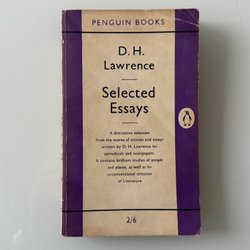 PENGUIN BOOKS
D. H.
Lawrence
Selected
Essays
A distinctive selection
from the scores of articles and essays
written by D. H. Lawrence for
periodicals and newspapers.
It contains brilliant studies of people
and places, as well as his
unconventional criticism
of Literature
2/6